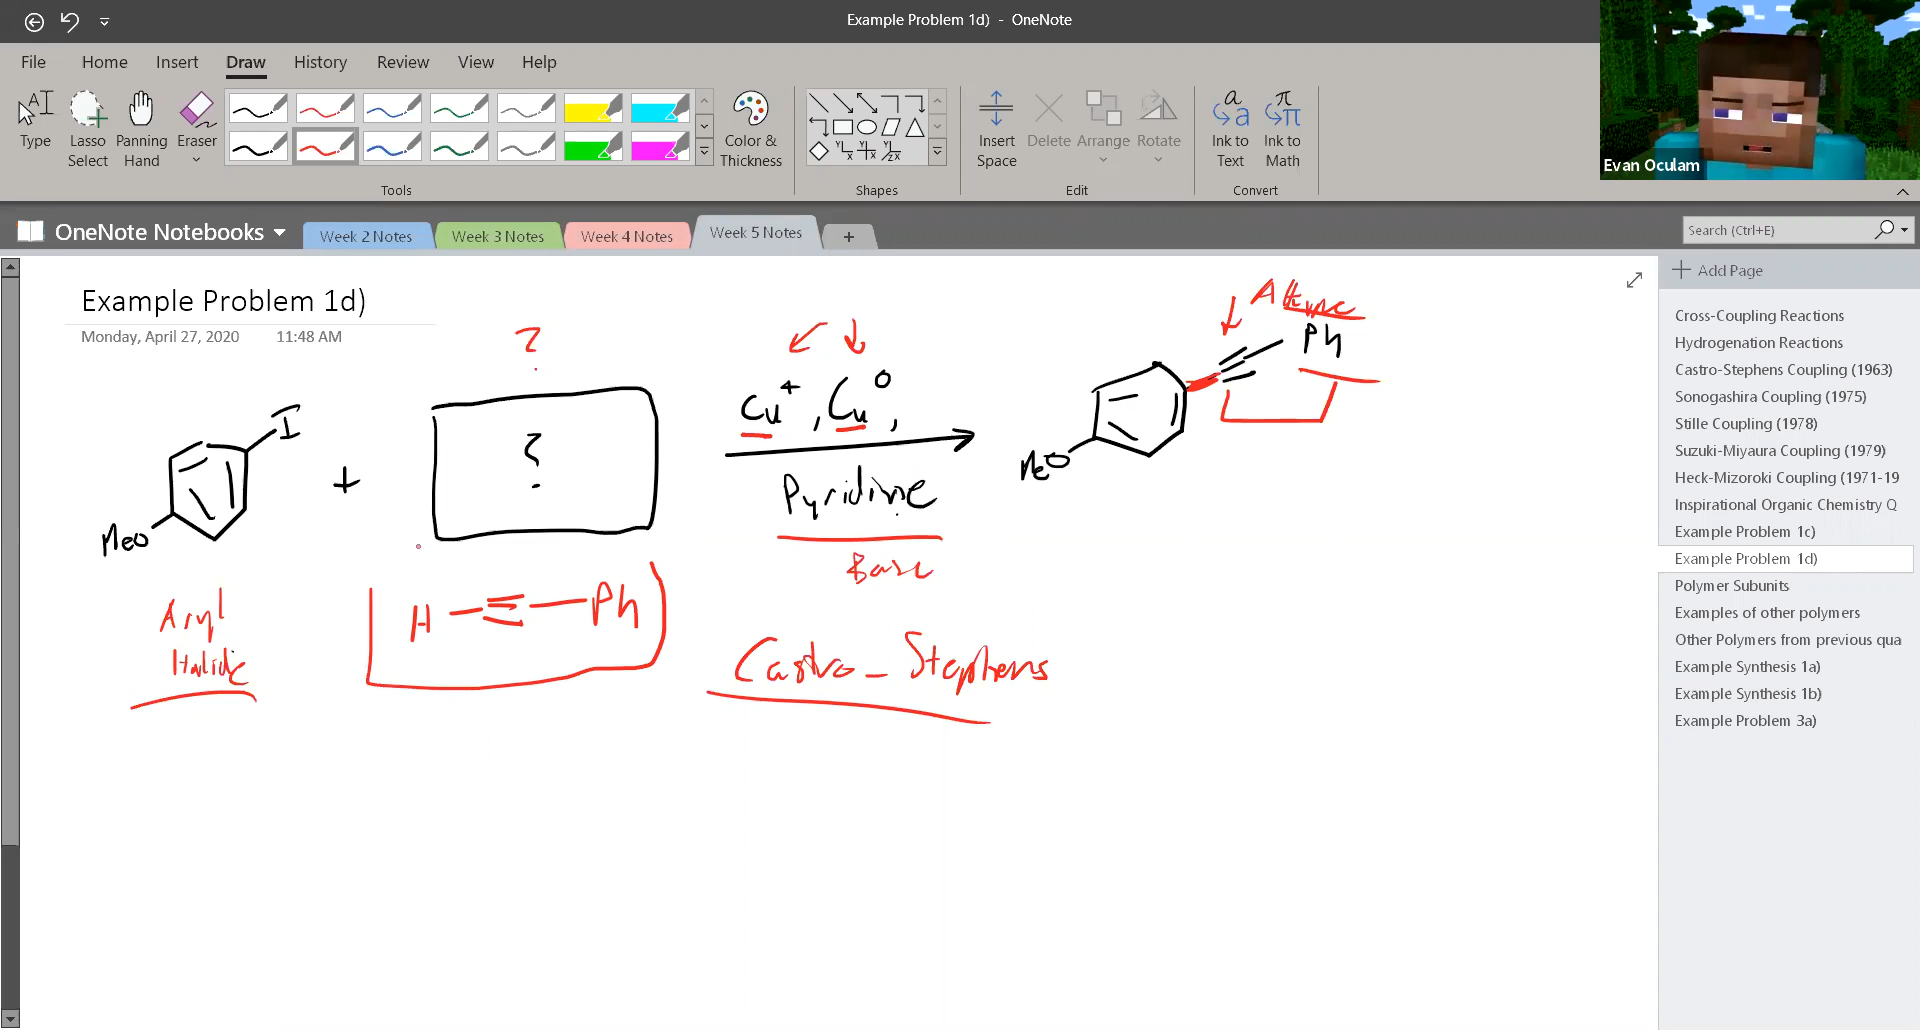 Example Problem 1d) - OneNote
Evan Oculam
File Home Insert Draw History Review View Help
Type
Lasso Select
Panning Hand
Eraser
Color & Thickness
Insert Space
Delete
Arrange
Rotate
Ink to Text
Ink to Math
Tools
Shapes
Edit
Convert
OneNote Notebooks
Week 2 Notes
Week 3 Notes
Week 4 Notes
Week 5 Notes
+
Search (Ctrl+E)
Add Page
Cross-Coupling Reactions
Hydrogenation Reactions
Castro-Stephens Coupling (1963)
Sonogashira Coupling (1975)
Stille Coupling (1978)
Suzuki-Miyaura Coupling (1979)
Heck-Mizoroki Coupling (1971-19
Inspirational Organic Chemistry Q
Example Problem 1c)
Example Problem 1d)
Polymer Subunits
Examples of other polymers
Other Polymers from previous qua
Example Synthesis 1a)
Example Synthesis 1b)
Example Problem 3a)
Example Problem 1d)
Monday, April 27, 2020 11:48 AM
?
Alkyne
Ph
I
MeO
+
?
Cu⁺, Cu⁰,
Pyridine
Base
MeO
Aryl
Halide
H Ph
Castro-Stephens